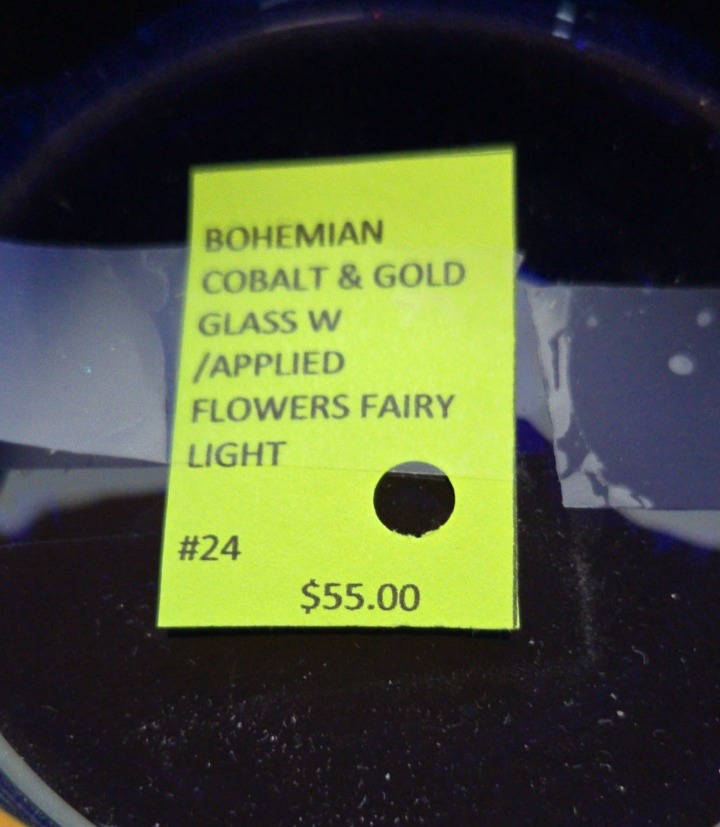 BOHEMIAN
COBALT & GOLD
GLASS W
/APPLIED
FLOWERS FAIRY
LIGHT
#24
$55.00